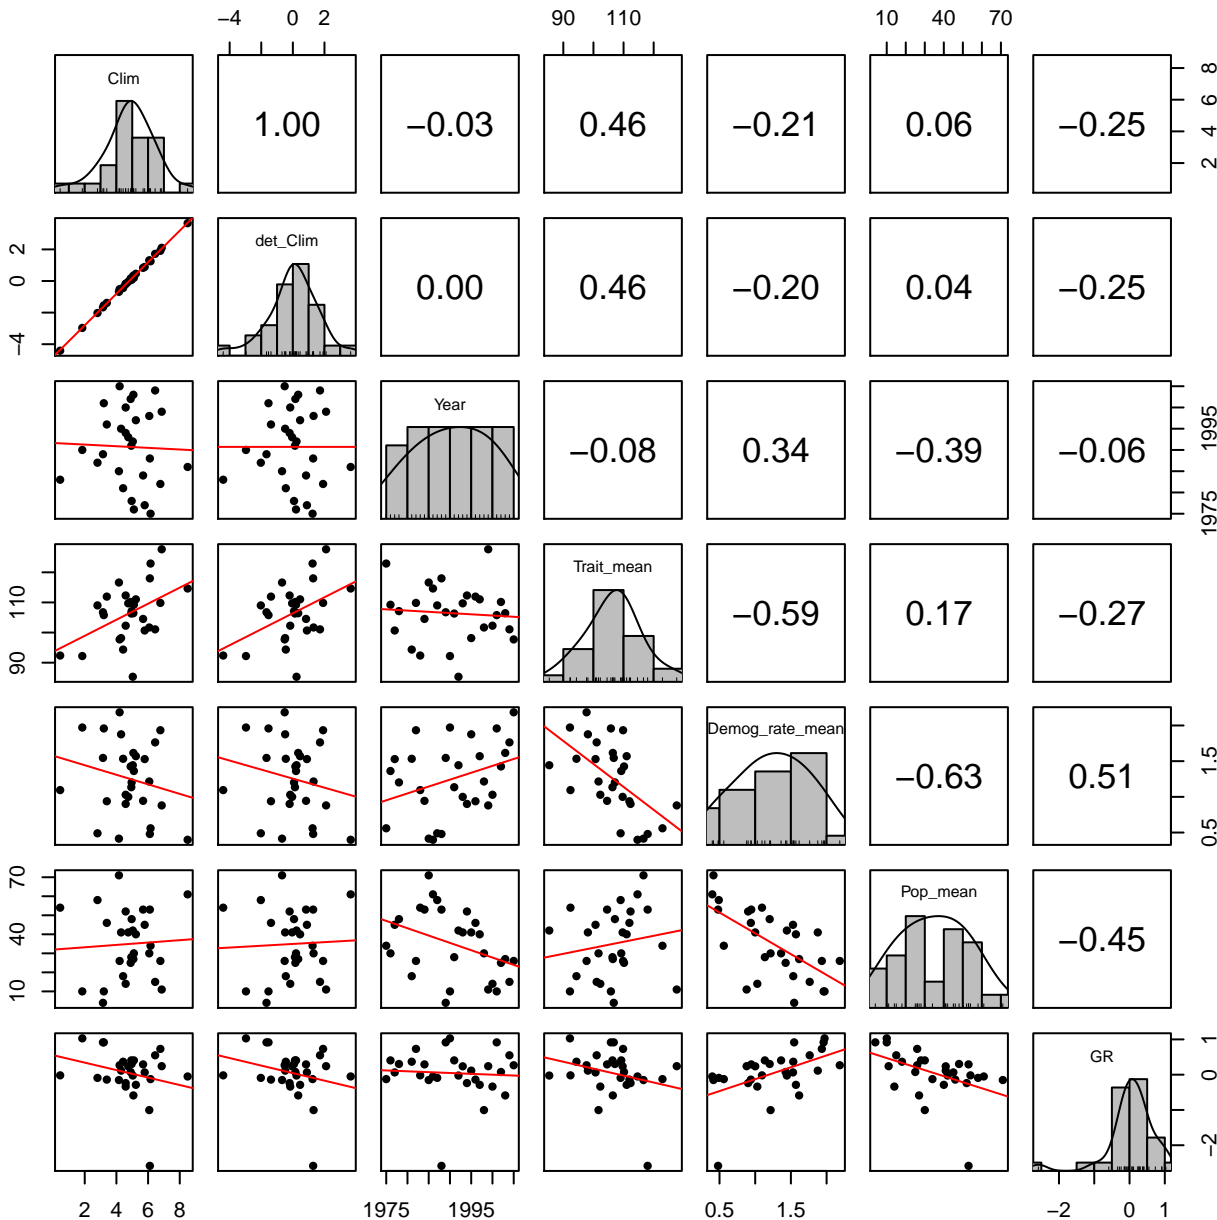 −4 0 2 90 110 10 40 70
Clim 1.00 −0.03 0.46 −0.21 0.06 −0.25 2 4 6 8
−4 0 2 det_Clim 0.00 0.46 −0.20 0.04 −0.25
Year −0.08 0.34 −0.39 −0.06 1975 1995
90 110 Trait_mean −0.59 0.17 −0.27
Demog_rate_mean −0.63 0.51 0.5 1.5
10 40 70 Pop_mean −0.45
GR −2 0 1
2 4 6 8 1975 1995 0.5 1.5 −2 0 1